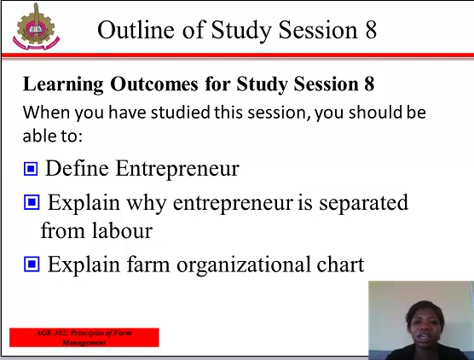 Outline of Study Session 8
Learning Outcomes for Study Session 8
When you have studied this session, you should be
able to:
Define Entrepreneur
Explain why entrepreneur is separated
from labour
Explain farm organizational chart
AGE 302: Principles of Farm
Management